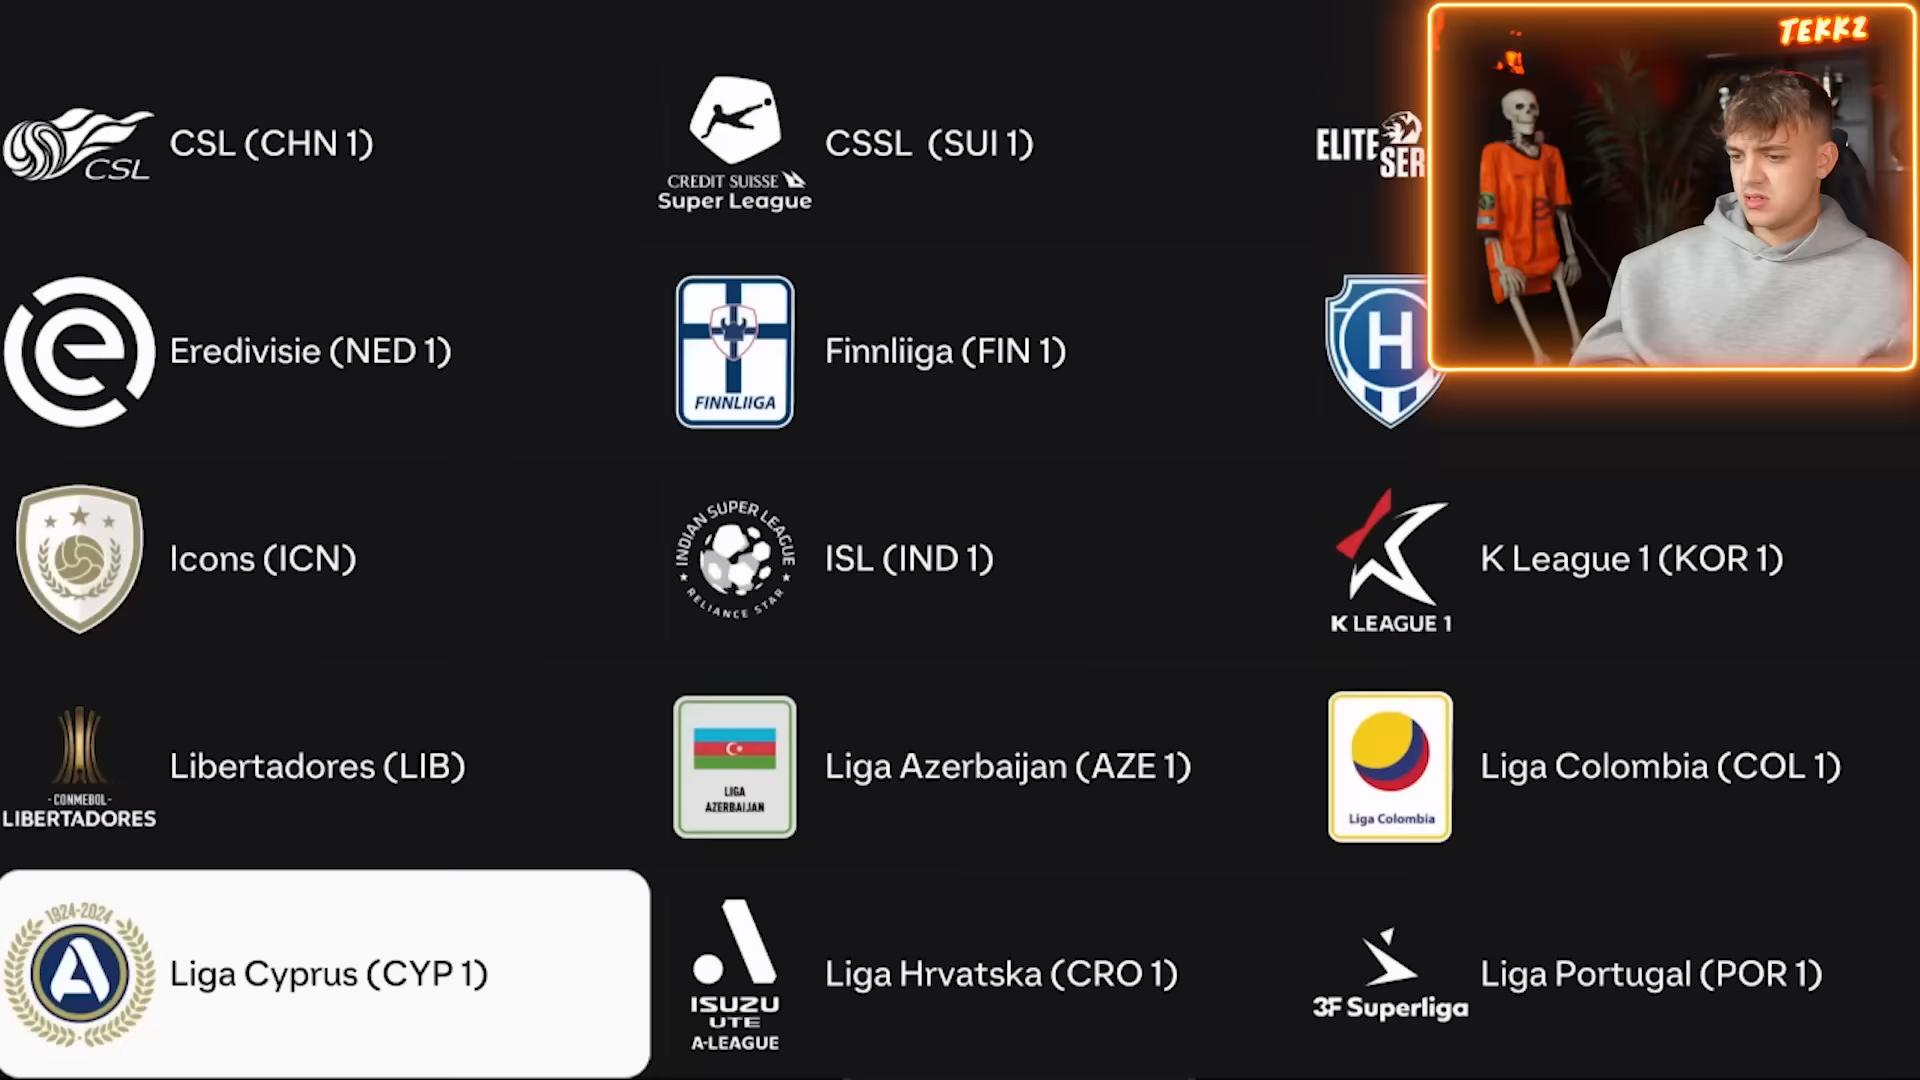 TEKKZ
CSL
CSL (CHN 1)
CREDIT SUISSE
Super League
CSSL (SUI 1)
ELITE
SER
e
Eredivisie (NED 1)
FINNLIIGA
Finnliiga (FIN 1)
H
Icons (ICN)
INDIAN SUPER LEAGUE
RELIANCE STAR
ISL (IND 1)
K LEAGUE 1
K League 1 (KOR 1)
-CONMEBOL-
LIBERTADORES
Libertadores (LIB)
LIGA
AZERBAIJAN
Liga Azerbaijan (AZE 1)
Liga Colombia
Liga Colombia (COL 1)
1924-2024
A
Liga Cyprus (CYP 1)
ISUZU
UTE
A-LEAGUE
Liga Hrvatska (CRO 1)
3F Superliga
Liga Portugal (POR 1)